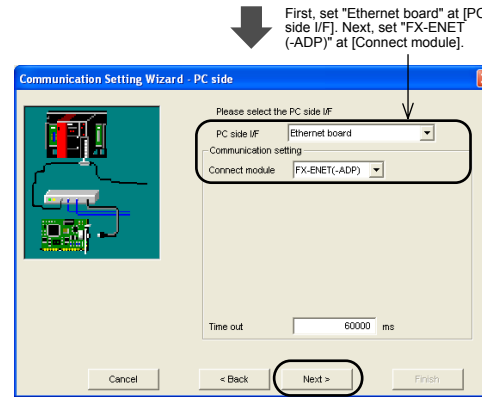 First, set "Ethernet board" at [PC
side I/F]. Next, set "FX-ENET
(-ADP)" at [Connect module].
Communication Setting Wizard - PC side
Please select the PC side I/F
PC side I/F Ethernet board
Communication setting
Connect module FX-ENET(-ADP)
Time out 60000 ms
Cancel < Back Next > Finish